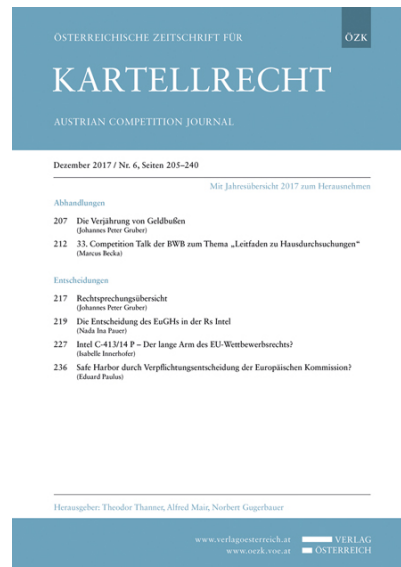 ÖSTERREICHISCHE ZEITSCHRIFT FÜR
ÖZK
KARTELLRECHT
AUSTRIAN COMPETITION JOURNAL
Dezember 2017 / Nr. 6, Seiten 205–240
Mit Jahresübersicht 2017 zum Herausnehmen
Abhandlungen
207 Die Verjährung von Geldbußen
(Johannes Peter Gruber)
212 33. Competition Talk der BWB zum Thema „Leitfaden zu Hausdurchsuchungen“
(Marcus Becka)
Entscheidungen
217 Rechtsprechungsübersicht
(Johannes Peter Gruber)
219 Die Entscheidung des EuGHs in der Rs Intel
(Nada Ina Pauer)
227 Intel C-413/14 P – Der lange Arm des EU-Wettbewerbsrechts?
(Isabelle Innerhofer)
236 Safe Harbor durch Verpflichtungsentscheidung der Europäischen Kommission?
(Eduard Paulus)
Herausgeber: Theodor Thanner, Alfred Mair, Norbert Gugerbauer
www.verlagoesterreich.at
www.oezk.voe.at
VERLAG
ÖSTERREICH